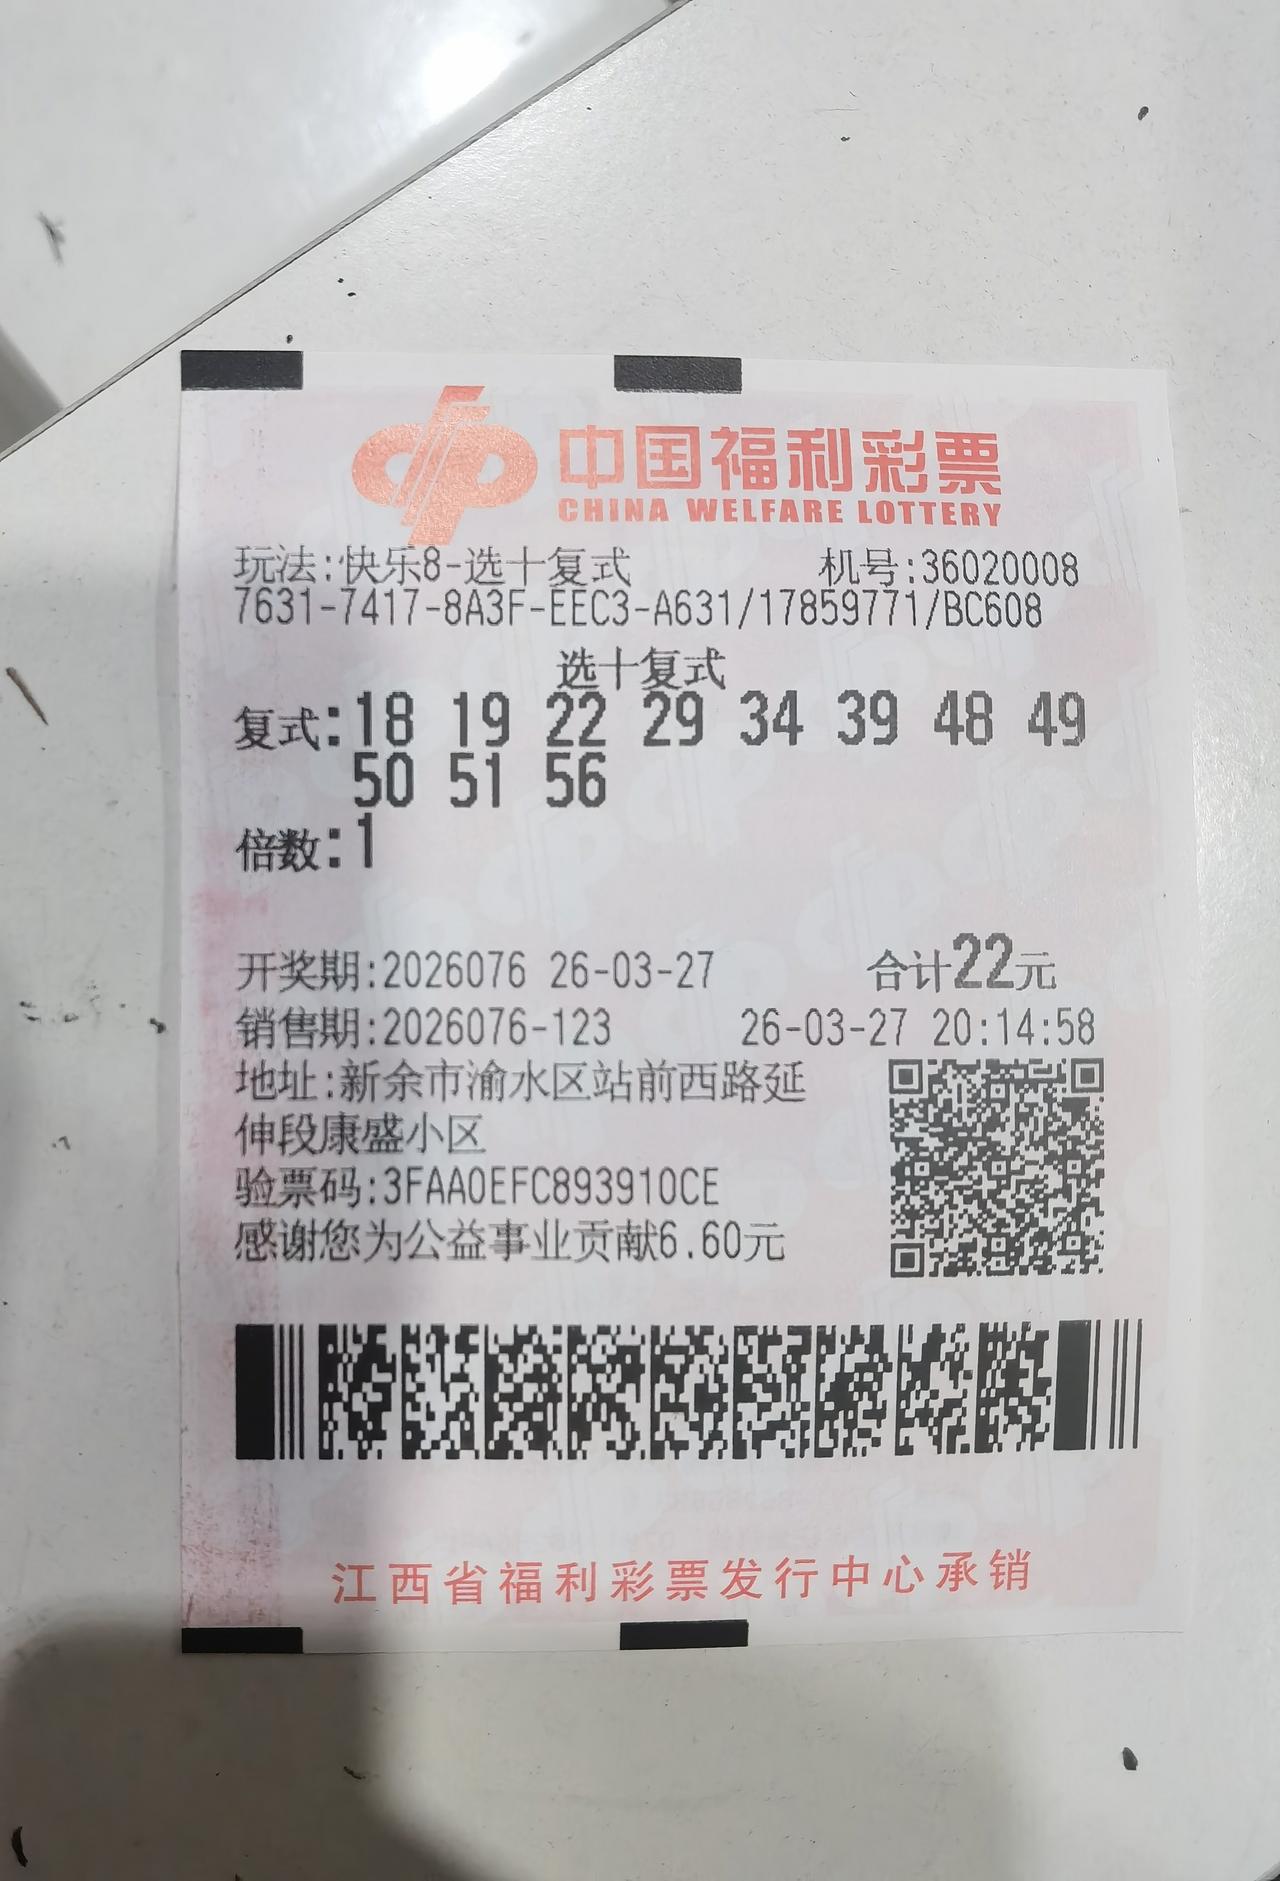 中国福利彩票
CHINA WELFARE LOTTERY
玩法:快乐8-选十复式 机号:36020008
7631-7417-8A3F-EEC3-A631/17859771/BC608
选十复式
复式:18 19 22 29 34 39 48 49
50 51 56
倍数:1
开奖期:2026076 26-03-27 合计22元
销售期:2026076-123 26-03-27 20:14:58
地址:新余市渝水区站前西路延
伸段康盛小区
验票码:3FAA0EFC893910CE
感谢您为公益事业贡献6.60元
江西省福利彩票发行中心承销